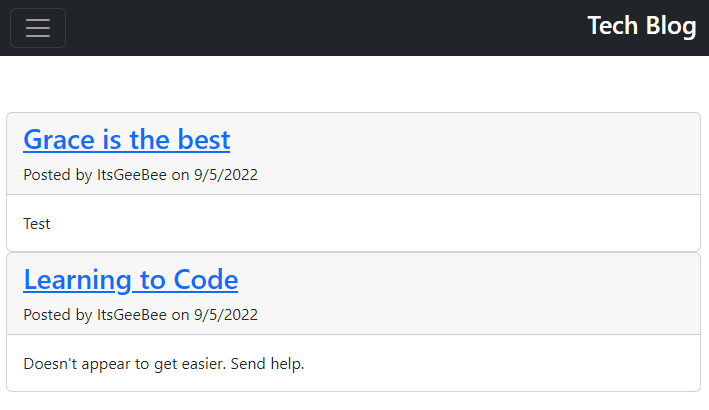 Tech Blog
Grace is the best
Posted by ItsGeeBee on 9/5/2022
Test
Learning to Code
Posted by ItsGeeBee on 9/5/2022
Doesn't appear to get easier. Send help.